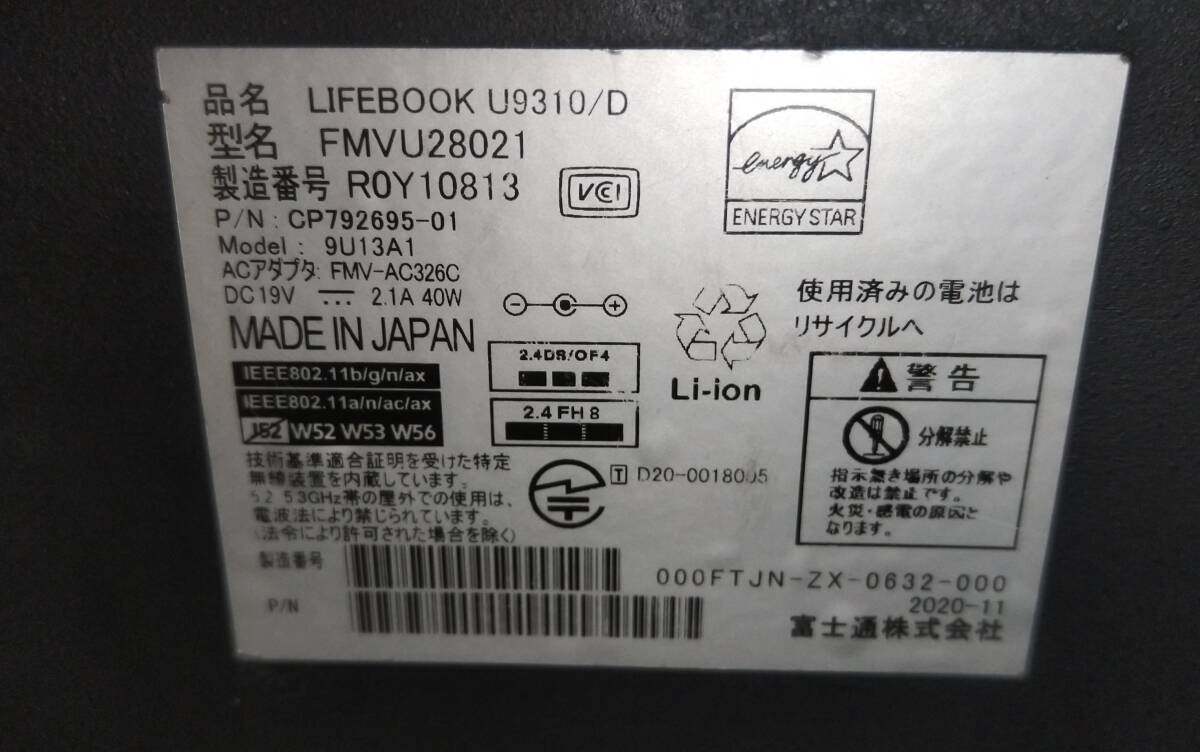 品名 LIFEBOOK U9310/D
型名 FMVU28021
製造番号 R0Y10813
VCCI
P/N : CP792695-01
Model : 9U13A1
ACアダプタ: FMV-AC326C
DC19V 2.1A 40W
MADE IN JAPAN
energy
ENERGY STAR
2.4DS/OF4
2.4 FH 8
IEEE802.11b/g/n/ax
IEEE802.11a/n/ac/ax
J52 W52 W53 W56
技術基準適合証明を受けた特定
無線装置を内蔵しています。
5.2 5.3GHz帯の屋外での使用は、
電波法により禁じられています。
(法令により許可された場合を除く)
T D20-0018005
Li-ion
使用済みの電池は
リサイクルへ
警告
分解禁止
指示無き場所の分解や
改造は禁止です。
火災・感電の原因と
なります。
製造番号
P/N
000FTJN-ZX-0632-000
2020-11
富士通株式会社